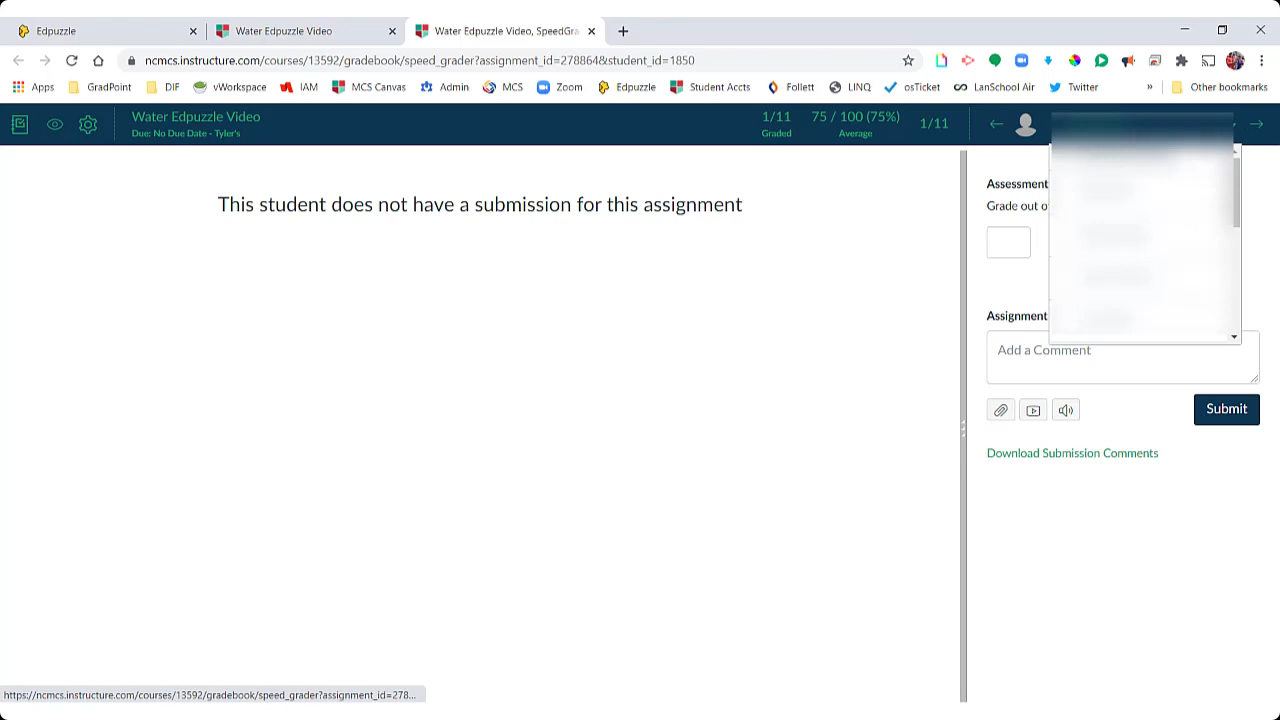 Edpuzzle
Water Edpuzzle Video
Water Edpuzzle Video, SpeedGra
ncmcs.instructure.com/courses/13592/gradebook/speed_grader?assignment_id=278864&student_id=1850
Apps GradPoint DIF vWorkspace IAM MCS Canvas Admin MCS Zoom Edpuzzle Student Accts Follett LINQ osTicket LanSchool Air Twitter » Other bookmarks
Water Edpuzzle Video
Due: No Due Date - Tyler's
1/11
Graded
75 / 100 (75%)
Average
1/11
This student does not have a submission for this assignment
Assessment
Grade out o
Assignment
Add a Comment
Submit
Download Submission Comments
https://ncmcs.instructure.com/courses/13592/gradebook/speed_grader?assignment_id=278...